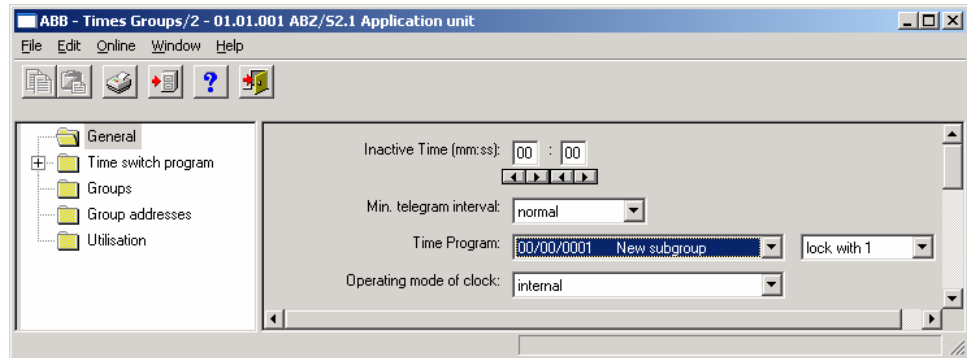 ABB - Times Groups/2 - 01.01.001 ABZ/S2.1 Application unit
File Edit Online Window Help
General
Time switch program
Groups
Group addresses
Utilisation
Inactive Time (mm:ss): 00 : 00
Min. telegram interval: normal
Time Program: 00/00/0001 New subgroup lock with 1
Operating mode of clock: internal